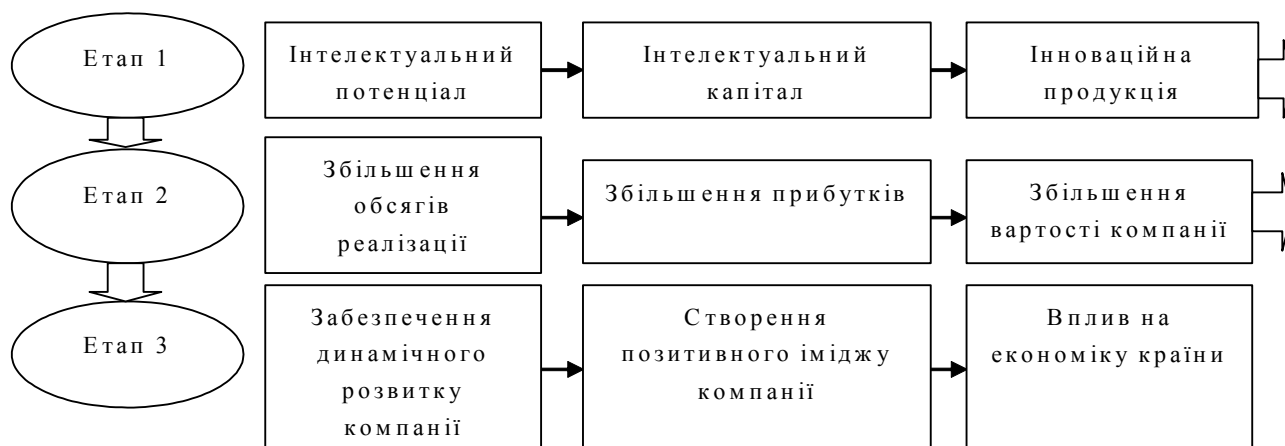 Етап 1
Інтелектуальний
потенціал
Інтелектуальний
капітал
Інноваційна
продукція
Етап 2
Збільшення
обсягів
реалізації
Збільшення прибутків
Збільшення
вартості компанії
Етап 3
Забезпечення
динамічного
розвитку
компанії
Створення
позитивного іміджу
компанії
Вплив на
економіку країни